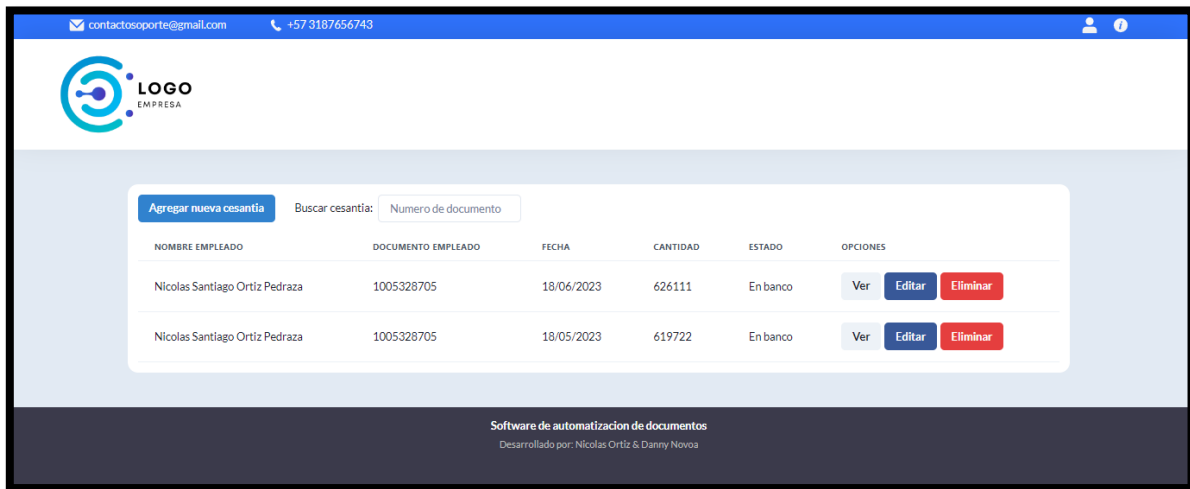 contactosoporte@gmail.com +57 3187656743
LOGO
EMPRESA
Agregar nueva cesantia Buscar cesantia: Numero de documento
NOMBRE EMPLEADO DOCUMENTO EMPLEADO FECHA CANTIDAD ESTADO OPCIONES
Nicolas Santiago Ortiz Pedraza 1005328705 18/06/2023 626111 En banco Ver Editar Eliminar
Nicolas Santiago Ortiz Pedraza 1005328705 18/05/2023 619722 En banco Ver Editar Eliminar
Software de automatizacion de documentos
Desarrollado por: Nicolas Ortiz & Danny Novoa